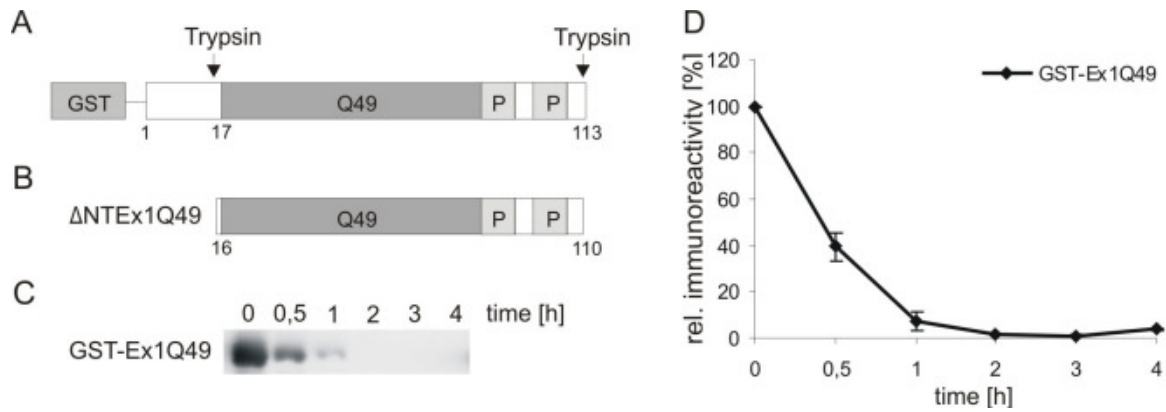 A
Trypsin Trypsin
GST Q49 P P
1 17 113
B
ΔNTEx1Q49 Q49 P P
16 110
C
0 0,5 1 2 3 4 time [h]
GST-Ex1Q49
D
GST-Ex1Q49
rel. immunoreactivity [%]
120
100
80
60
40
20
0
0 0,5 1 2 3 4
time [h]